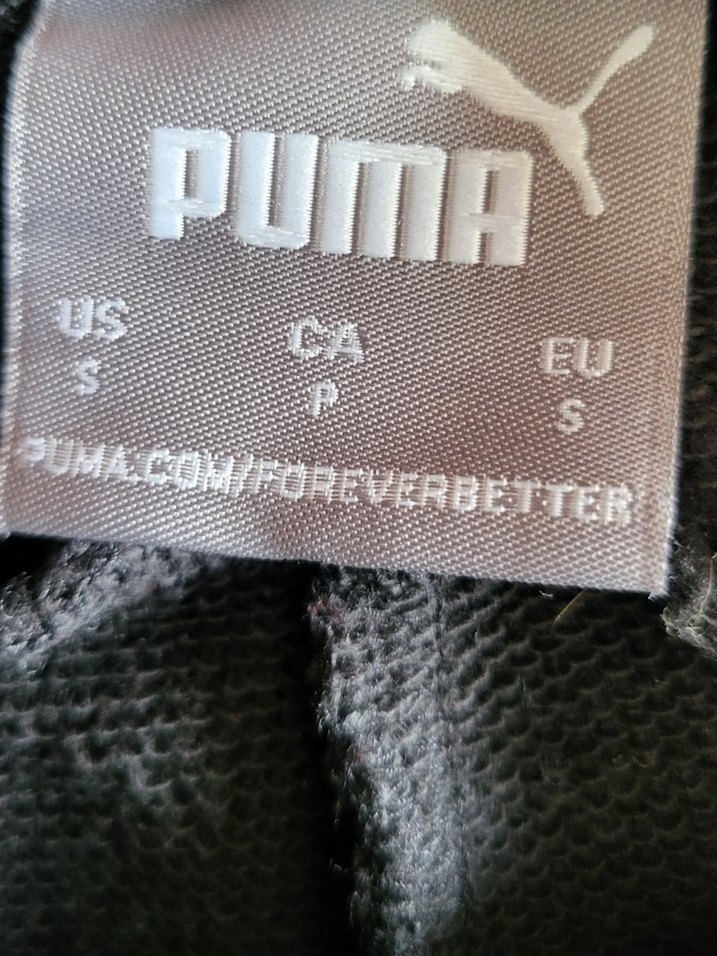 PUMA
US CA EU
S P S
PUMA.COM/FOREVERBETTER